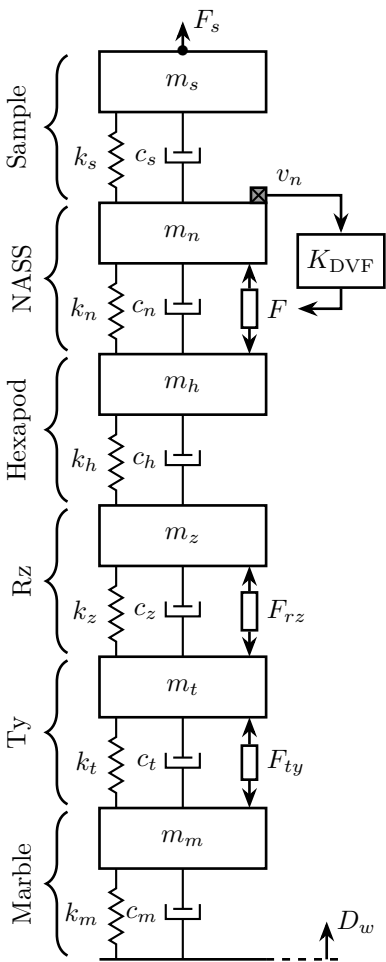 F_s
m_s
Sample
k_s
c_s
v_n
m_n
K_DVF
NASS
k_n
c_n
F
m_h
Hexapod
k_h
c_h
m_z
Rz
k_z
c_z
F_rz
m_t
Ty
k_t
c_t
F_ty
m_m
Marble
k_m
c_m
D_w